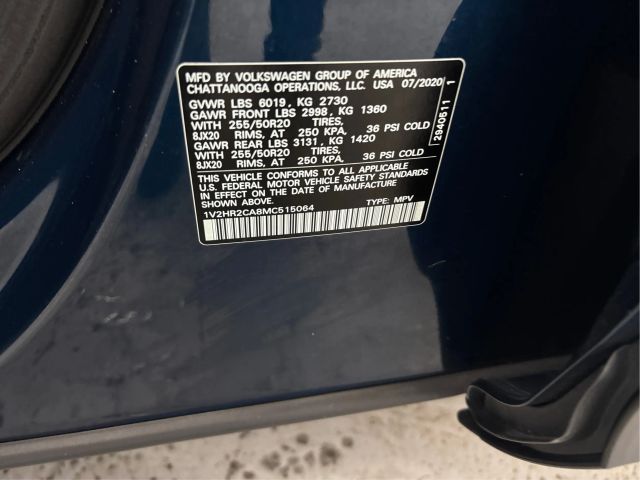 MFD BY VOLKSWAGEN GROUP OF AMERICA
CHATTANOOGA OPERATIONS, LLC. USA 07/2020
GVWR LBS 6019, KG 2730
GAWR FRONT LBS 2998, KG 1360
WITH 255/50R20 TIRES,
8JX20 RIMS, AT 250 KPA, 36 PSI COLD
GAWR REAR LBS 3131, KG 1420
WITH 255/50R20 TIRES,
8JX20 RIMS, AT 250 KPA, 36 PSI COLD
THIS VEHICLE CONFORMS TO ALL APPLICABLE
U.S. FEDERAL MOTOR VEHICLE SAFETY STANDARDS
IN EFFECT ON THE DATE OF MANUFACTURE
SHOWN ABOVE.
1V2HR2CA8MC515064 TYPE: MPV
2940611 1